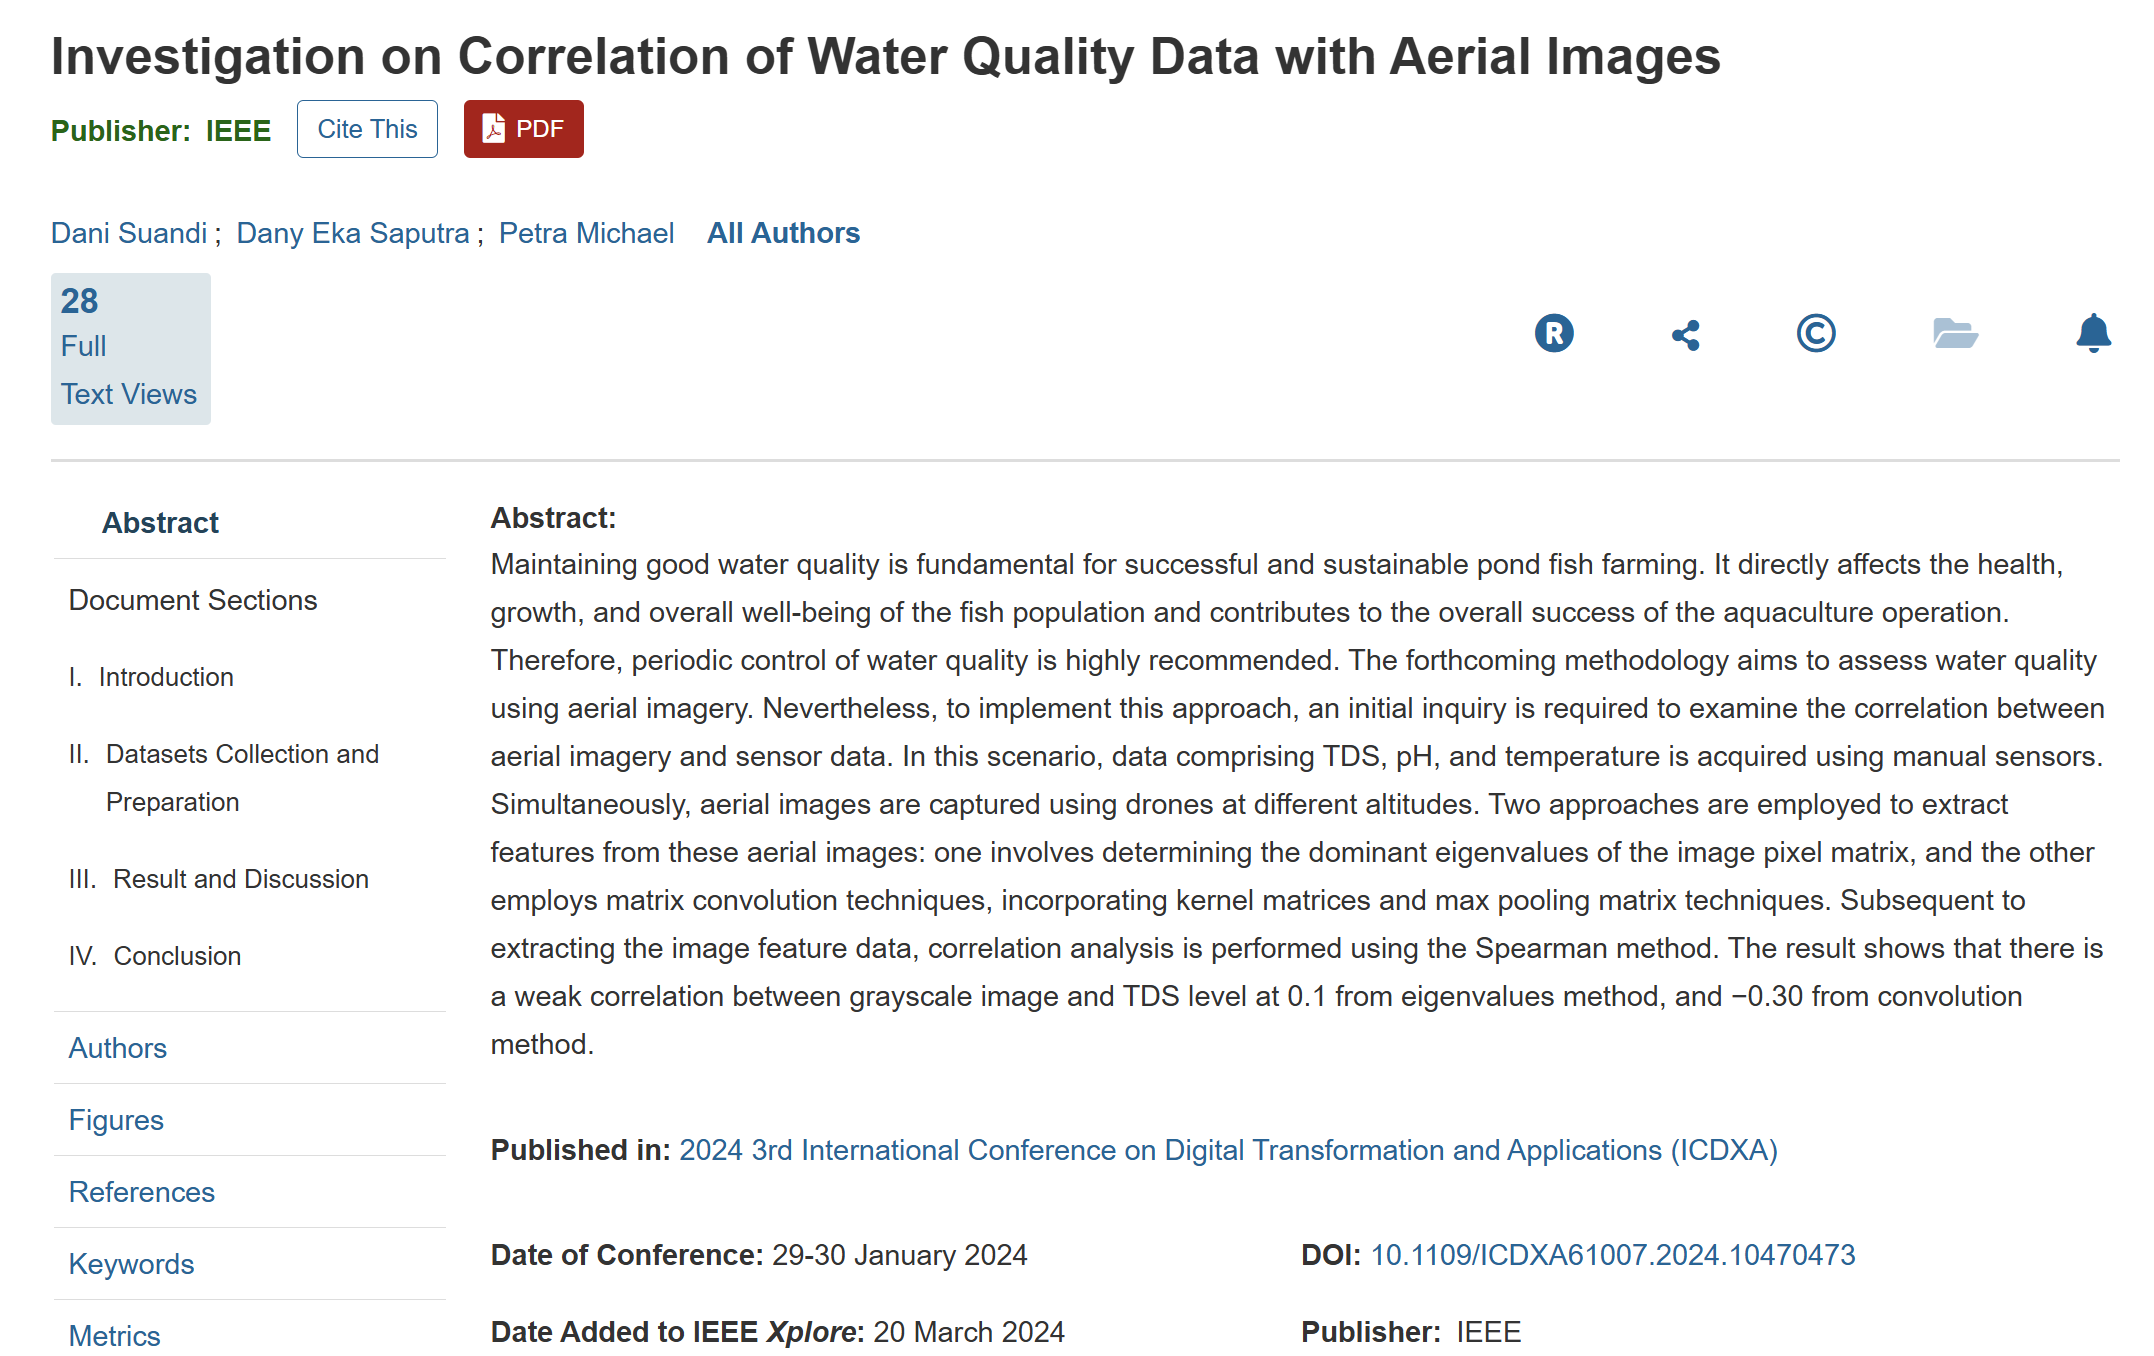 Investigation on Correlation of Water Quality Data with Aerial Images
Publisher: IEEE Cite This PDF
Dani Suandi ; Dany Eka Saputra ; Petra Michael All Authors
28
Full
Text Views
Abstract
Document Sections
I. Introduction
II. Datasets Collection and
Preparation
III. Result and Discussion
IV. Conclusion
Authors
Figures
References
Keywords
Metrics
Abstract:
Maintaining good water quality is fundamental for successful and sustainable pond fish farming. It directly affects the health,
growth, and overall well-being of the fish population and contributes to the overall success of the aquaculture operation.
Therefore, periodic control of water quality is highly recommended. The forthcoming methodology aims to assess water quality
using aerial imagery. Nevertheless, to implement this approach, an initial inquiry is required to examine the correlation between
aerial imagery and sensor data. In this scenario, data comprising TDS, pH, and temperature is acquired using manual sensors.
Simultaneously, aerial images are captured using drones at different altitudes. Two approaches are employed to extract
features from these aerial images: one involves determining the dominant eigenvalues of the image pixel matrix, and the other
employs matrix convolution techniques, incorporating kernel matrices and max pooling matrix techniques. Subsequent to
extracting the image feature data, correlation analysis is performed using the Spearman method. The result shows that there is
a weak correlation between grayscale image and TDS level at 0.1 from eigenvalues method, and −0.30 from convolution
method.
Published in: 2024 3rd International Conference on Digital Transformation and Applications (ICDXA)
Date of Conference: 29-30 January 2024
DOI: 10.1109/ICDXA61007.2024.10470473
Date Added to IEEE Xplore: 20 March 2024
Publisher: IEEE